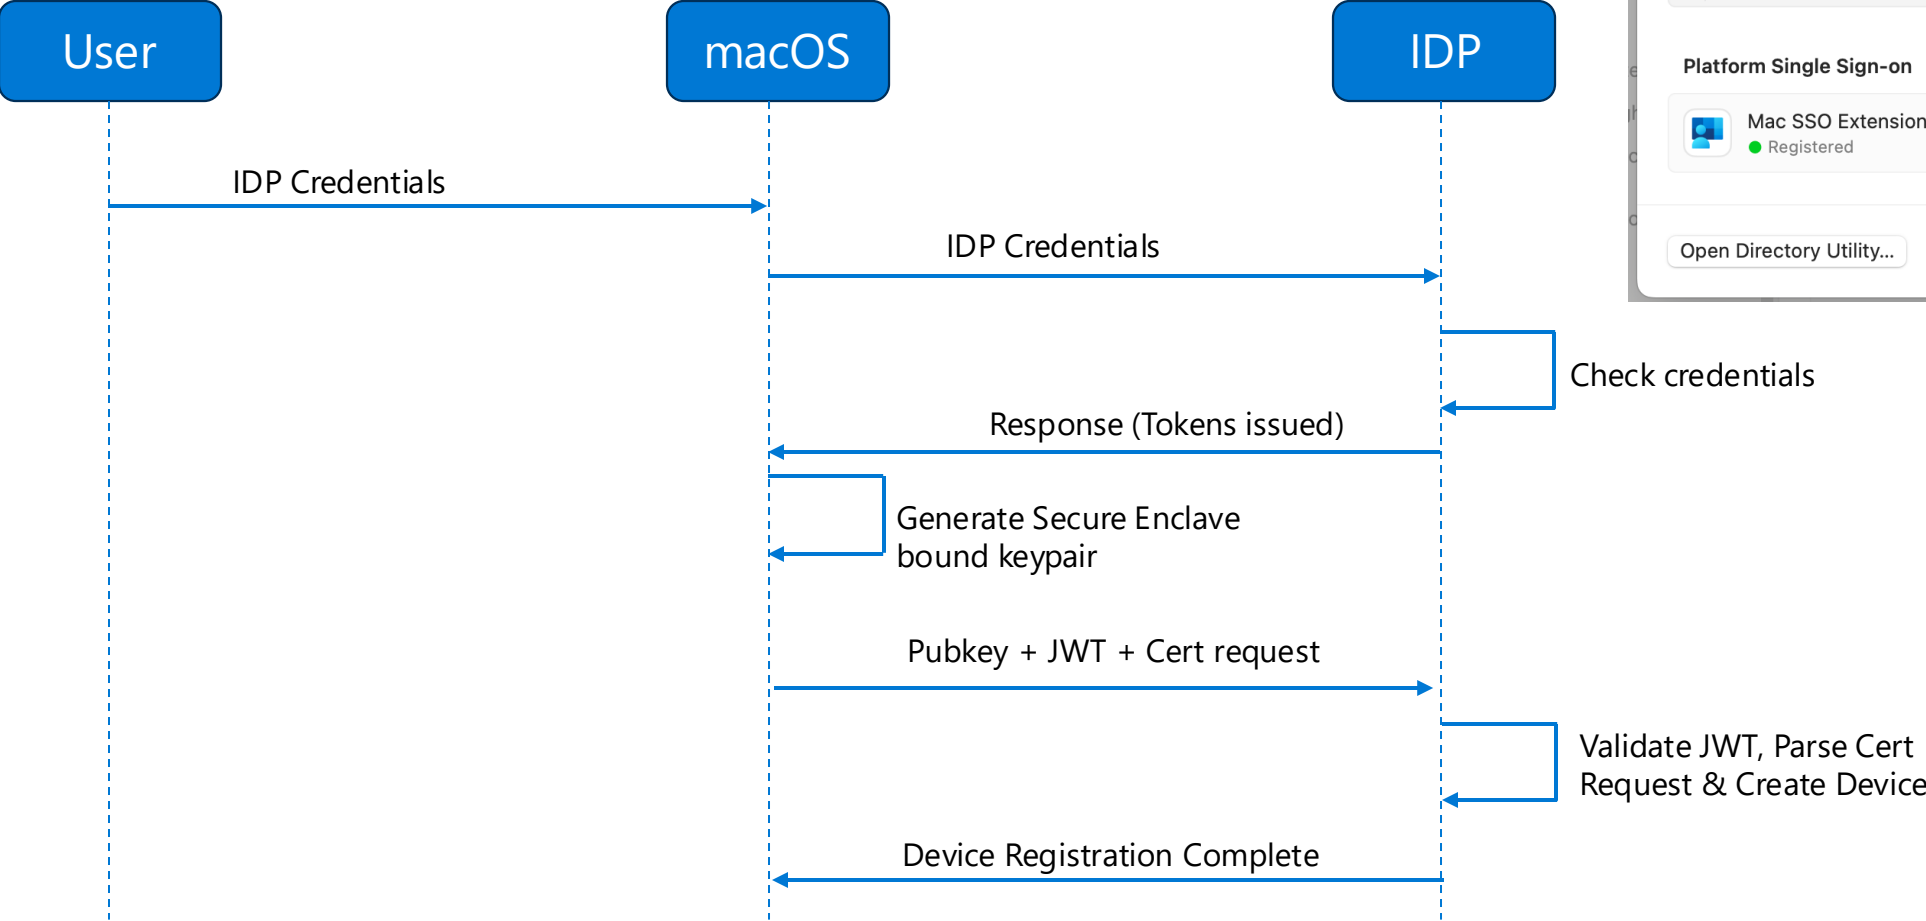 User
macOS
IDP
Platform Single Sign-on
Mac SSO Extension
Registered
Open Directory Utility...
IDP Credentials
IDP Credentials
Check credentials
Response (Tokens issued)
Generate Secure Enclave
bound keypair
Pubkey + JWT + Cert request
Validate JWT, Parse Cert
Request & Create Device
Device Registration Complete